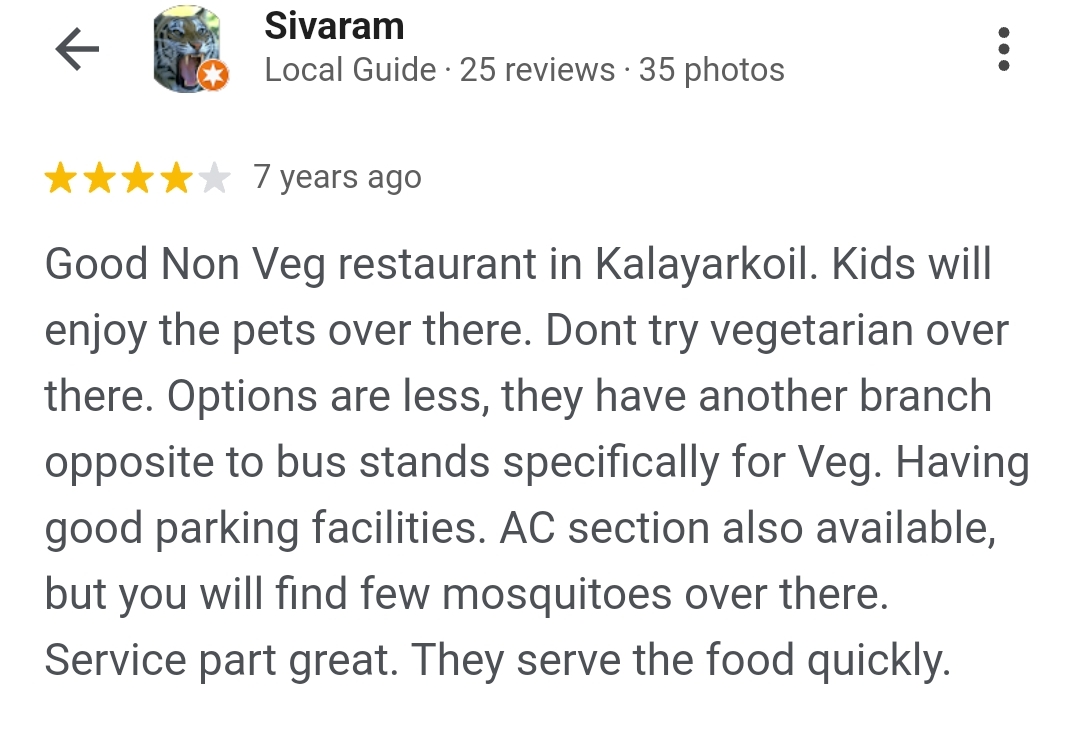 Sivaram
Local Guide · 25 reviews · 35 photos
7 years ago
Good Non Veg restaurant in Kalayarkoil. Kids will
enjoy the pets over there. Dont try vegetarian over
there. Options are less, they have another branch
opposite to bus stands specifically for Veg. Having
good parking facilities. AC section also available,
but you will find few mosquitoes over there.
Service part great. They serve the food quickly.